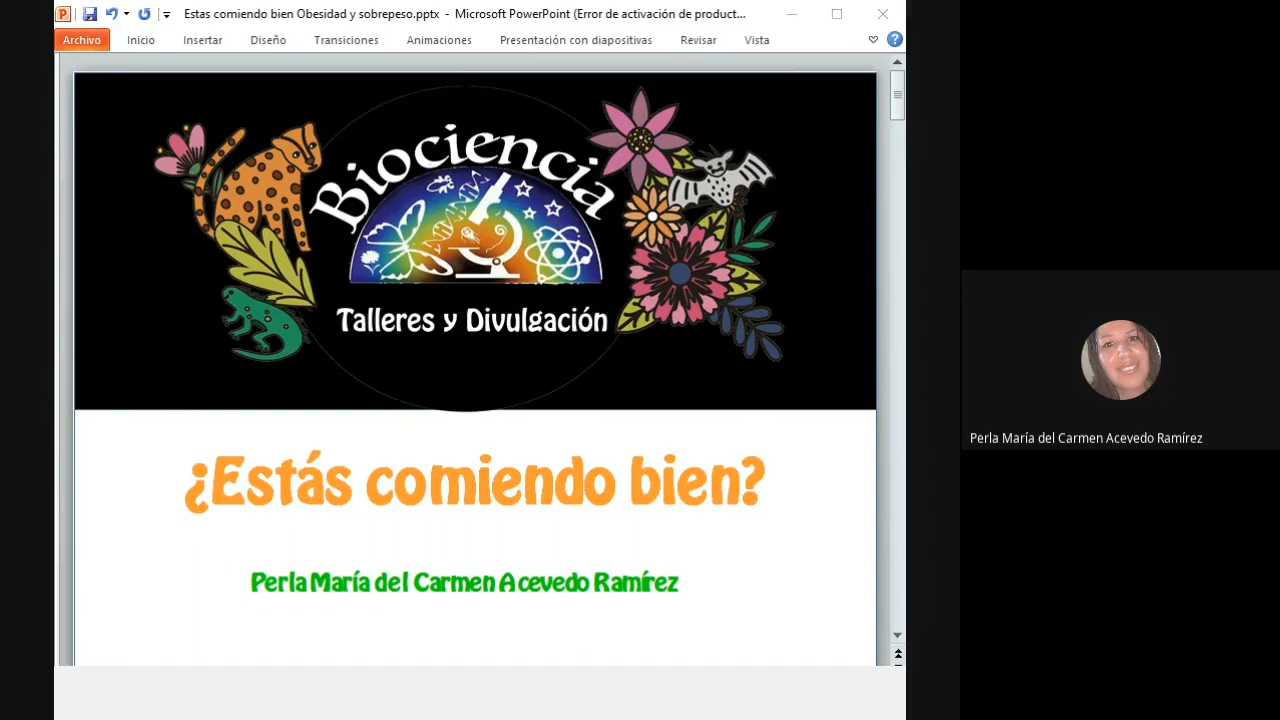 Estas comiendo bien Obesidad y sobrepeso.pptx - Microsoft PowerPoint (Error de activación de product...
Archivo Inicio Insertar Diseño Transiciones Animaciones Presentación con diapositivas Revisar Vista
Biociencia
Talleres y Divulgación
¿Estás comiendo bien?
Perla María del Carmen Acevedo Ramírez
Perla María del Carmen Acevedo Ramírez